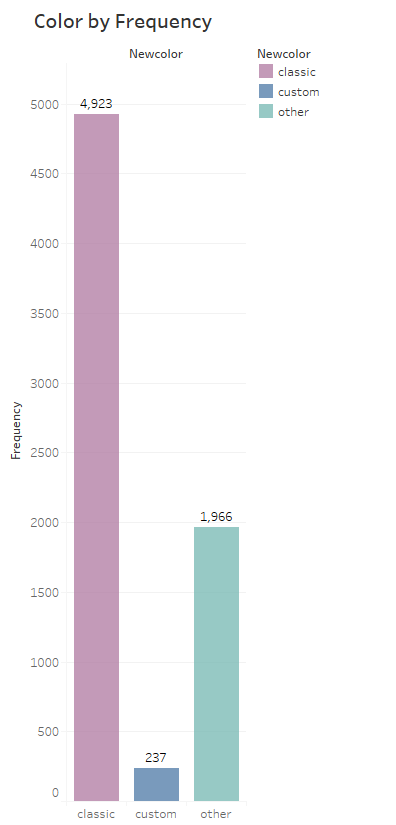 Color by Frequency
Newcolor
Newcolor
classic
custom
other
5000
4500
4000
3500
3000
2500
2000
1500
1000
500
0
Frequency
4,923
237
1,966
classic
custom
other